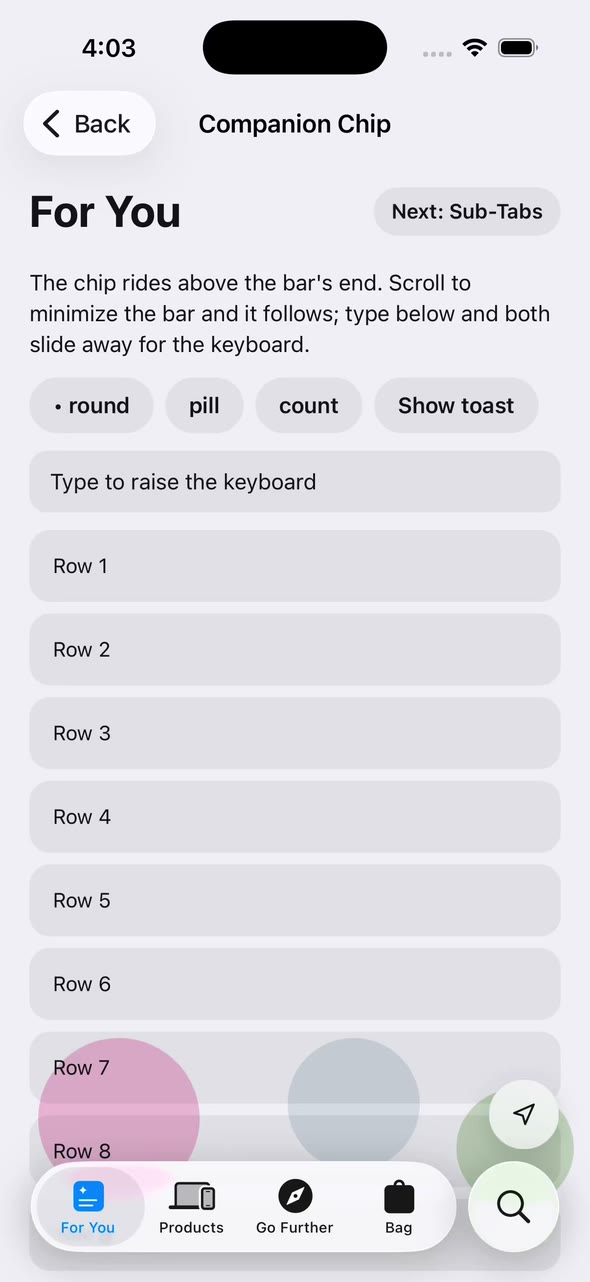 4:03
Back
Companion Chip
For You
Next: Sub-Tabs
The chip rides above the bar's end. Scroll to
minimize the bar and it follows; type below and both
slide away for the keyboard.
• round
pill
count
Show toast
Type to raise the keyboard
Row 1
Row 2
Row 3
Row 4
Row 5
Row 6
Row 7
Row 8
For You
Products
Go Further
Bag